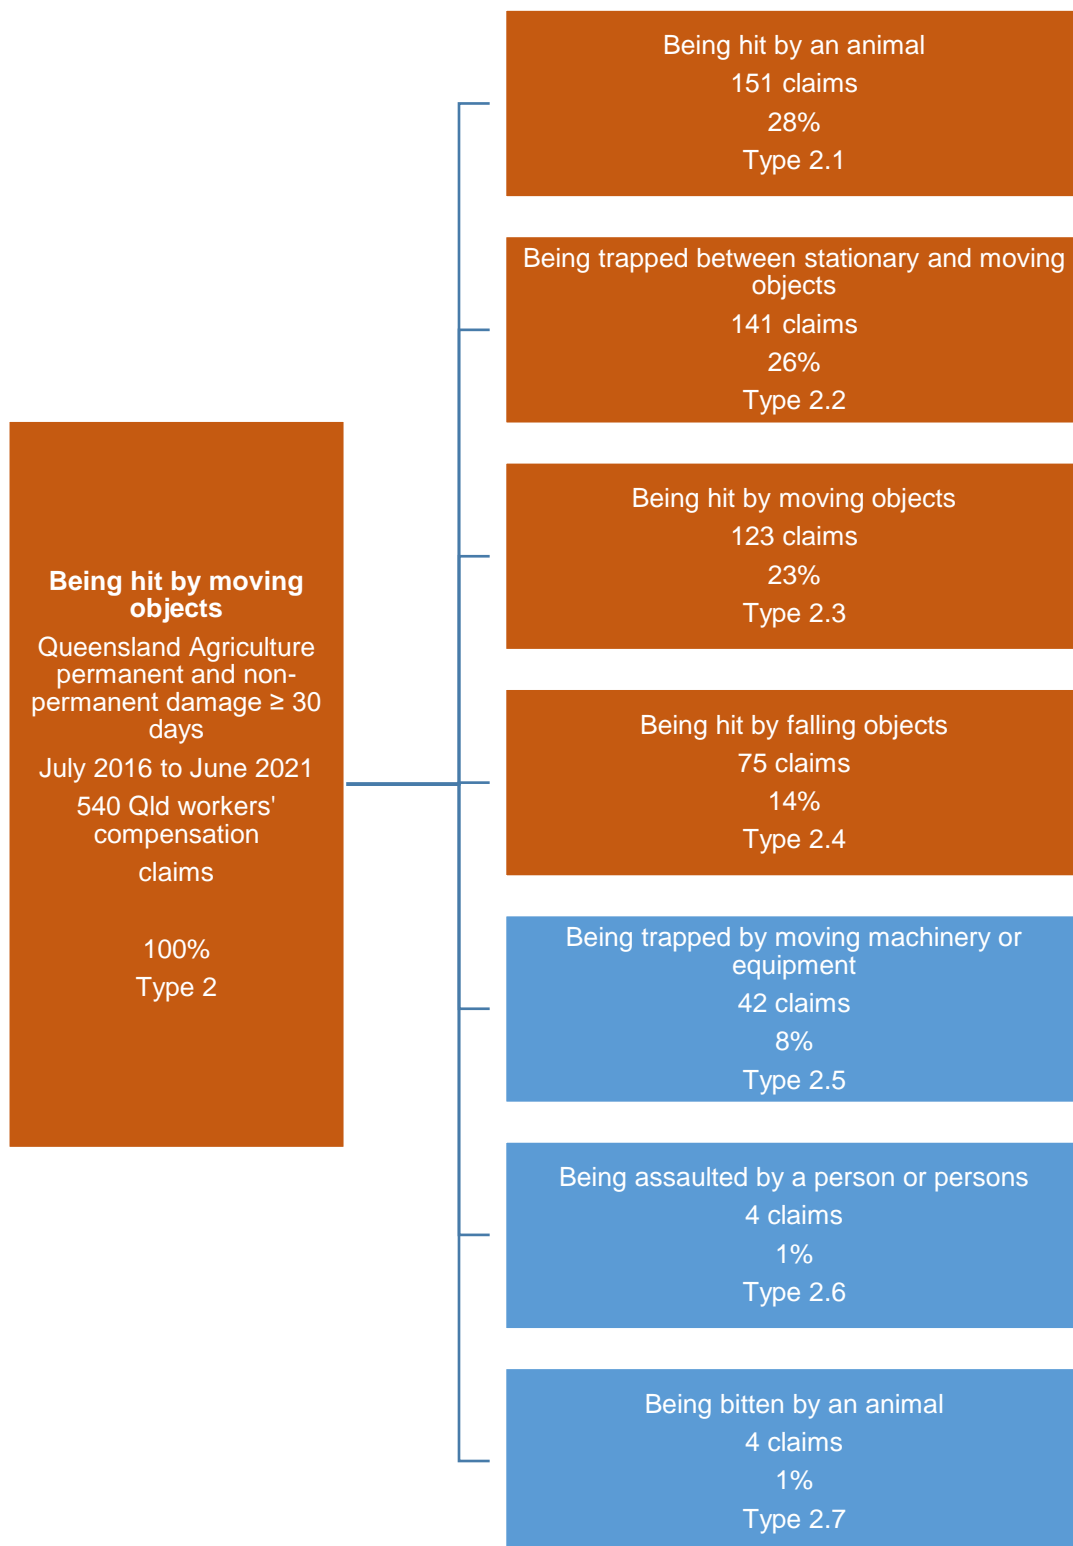 Being hit by moving
objects
Queensland Agriculture
permanent and non-
permanent damage ≥ 30
days
July 2016 to June 2021
540 Qld workers'
compensation
claims
100%
Type 2
Being hit by an animal
151 claims
28%
Type 2.1
Being trapped between stationary and moving
objects
141 claims
26%
Type 2.2
Being hit by moving objects
123 claims
23%
Type 2.3
Being hit by falling objects
75 claims
14%
Type 2.4
Being trapped by moving machinery or
equipment
42 claims
8%
Type 2.5
Being assaulted by a person or persons
4 claims
1%
Type 2.6
Being bitten by an animal
4 claims
1%
Type 2.7